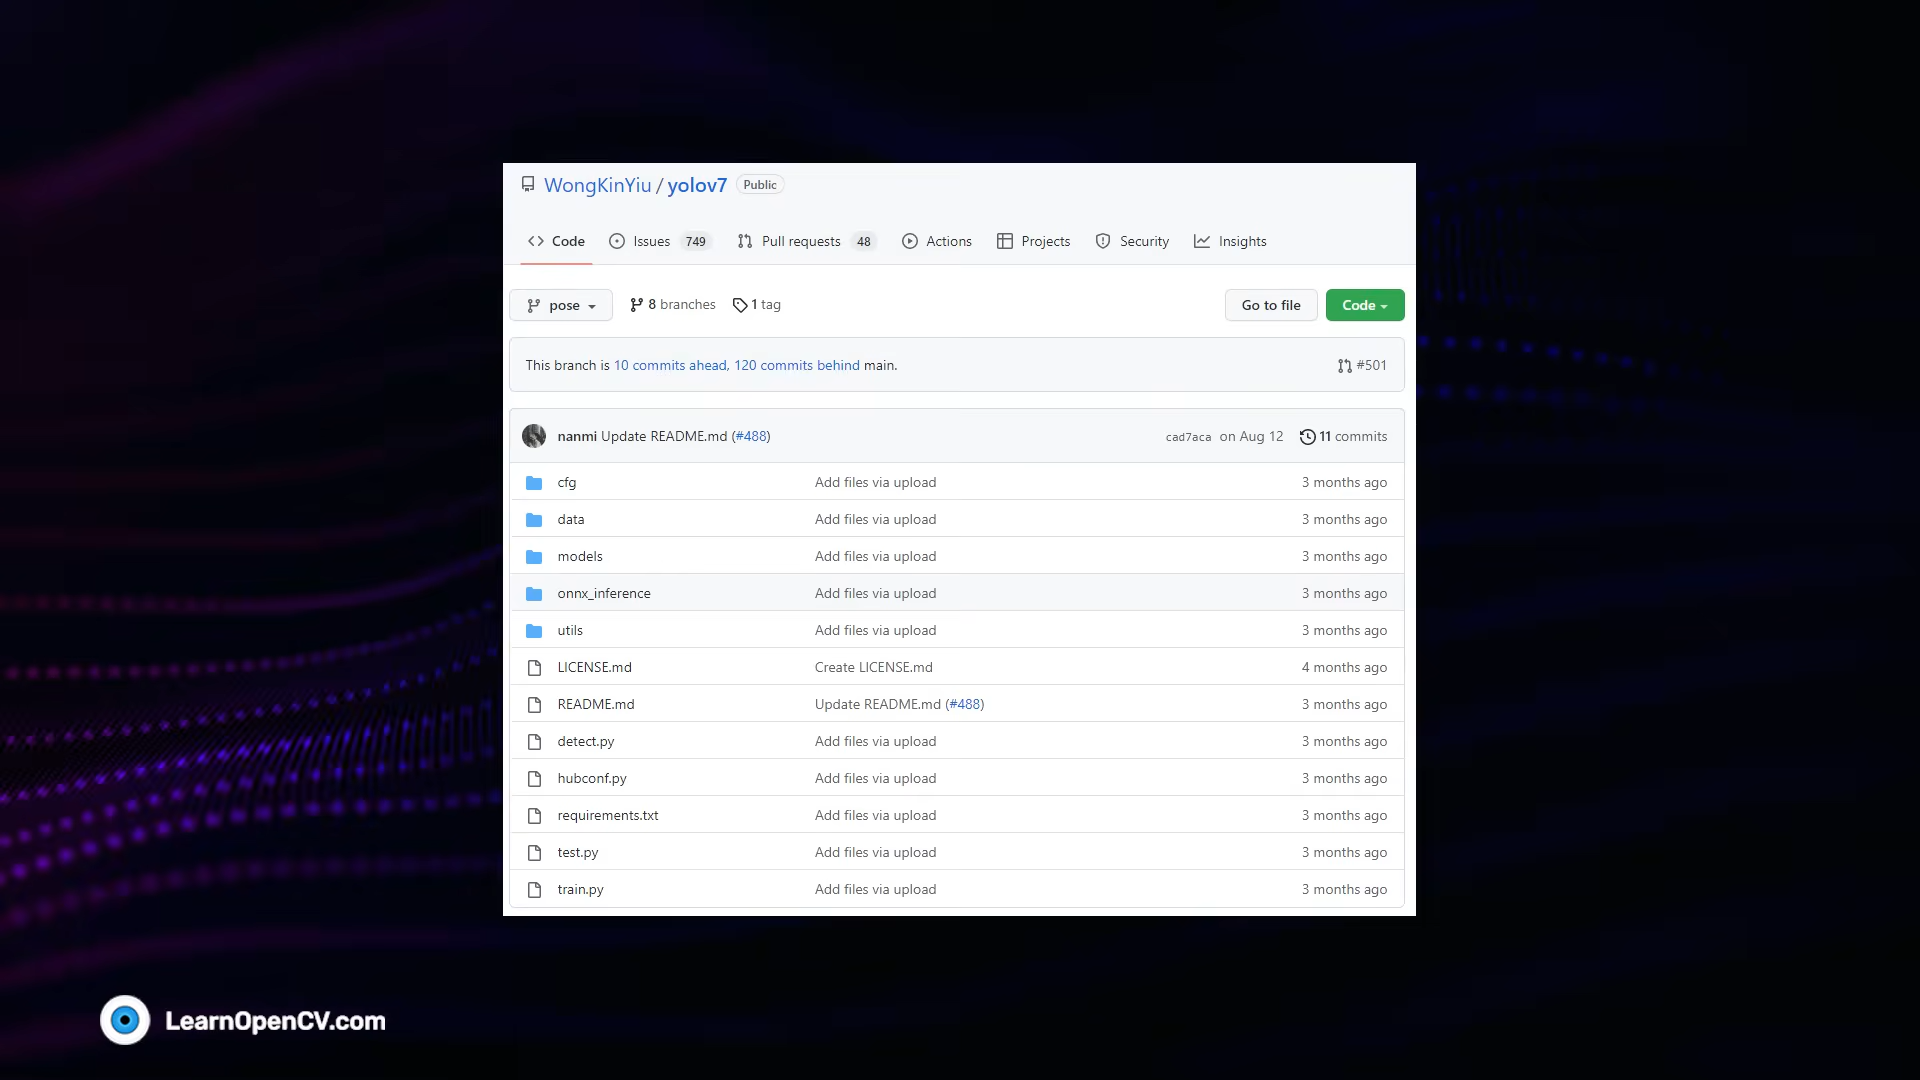 WongKinYiu / yolov7 Public
Code Issues 749 Pull requests 48 Actions Projects Security Insights
pose 8 branches 1 tag Go to file Code
This branch is 10 commits ahead, 120 commits behind main. #501
nanmi Update README.md (#488) cad7aca on Aug 12 11 commits
cfg Add files via upload 3 months ago
data Add files via upload 3 months ago
models Add files via upload 3 months ago
onnx_inference Add files via upload 3 months ago
utils Add files via upload 3 months ago
LICENSE.md Create LICENSE.md 4 months ago
README.md Update README.md (#488) 3 months ago
detect.py Add files via upload 3 months ago
hubconf.py Add files via upload 3 months ago
requirements.txt Add files via upload 3 months ago
test.py Add files via upload 3 months ago
train.py Add files via upload 3 months ago
LearnOpenCV.com